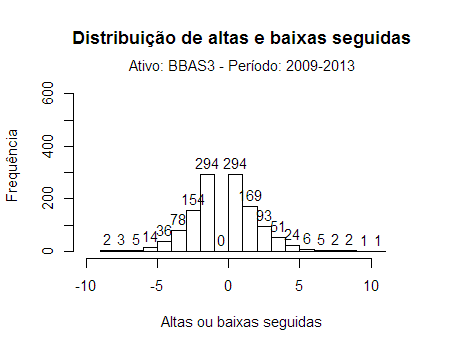 Distribuição de altas e baixas seguidas
Ativo: BBAS3 - Período: 2009-2013
Frequência
600
400
200
0
2 3 5 14 36 78 154 294 0 294 169 93 51 24 6 5 2 2 1 1
-10 -5 0 5 10
Altas ou baixas seguidas